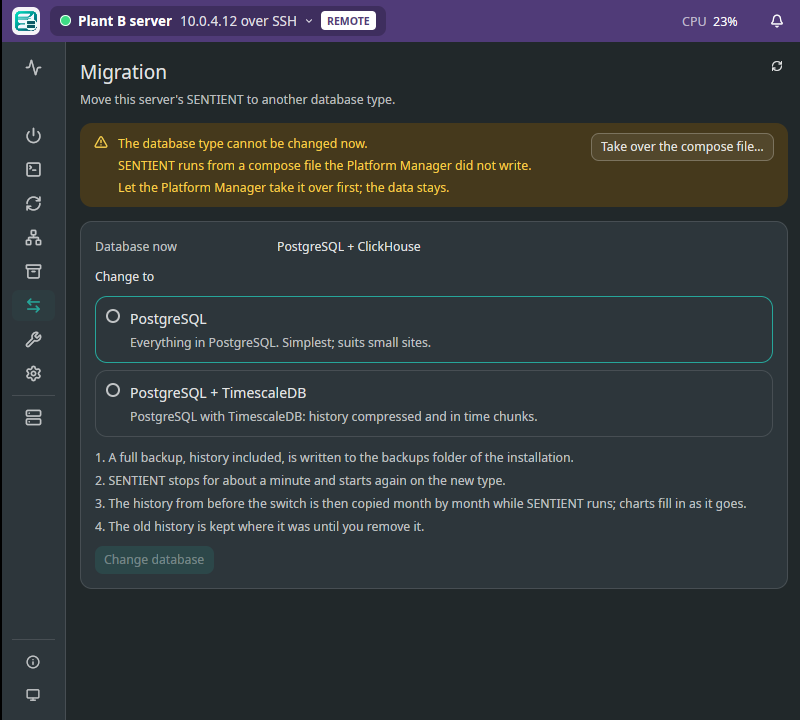 Plant B server 10.0.4.12 over SSH REMOTE CPU 23%
Migration
Move this server's SENTIENT to another database type.
The database type cannot be changed now.
SENTIENT runs from a compose file the Platform Manager did not write.
Let the Platform Manager take it over first; the data stays.
Take over the compose file...
Database now PostgreSQL + ClickHouse
Change to
PostgreSQL
Everything in PostgreSQL. Simplest; suits small sites.
PostgreSQL + TimescaleDB
PostgreSQL with TimescaleDB: history compressed and in time chunks.
1. A full backup, history included, is written to the backups folder of the installation.
2. SENTIENT stops for about a minute and starts again on the new type.
3. The history from before the switch is then copied month by month while SENTIENT runs; charts fill in as it goes.
4. The old history is kept where it was until you remove it.
Change database